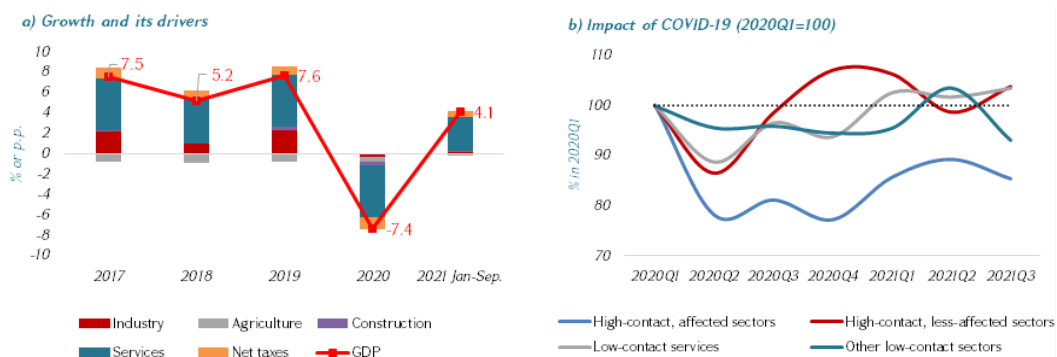 a) Growth and its drivers
% or p.p.
10
8
6
4
2
0
-2
-4
-6
-8
-10
7.5
5.2
7.6
-7.4
4.1
2017
2018
2019
2020
2021 Jan-Sep.
Industry
Agriculture
Construction
Services
Net taxes
GDP
b) Impact of COVID-19 (2020Q1=100)
% in 2020Q1
110
100
90
80
70
2020Q1
2020Q2
2020Q3
2020Q4
2021Q1
2021Q2
2021Q3
High-contact, affected sectors
High-contact, less-affected sectors
Low-contact services
Other low-contact sectors